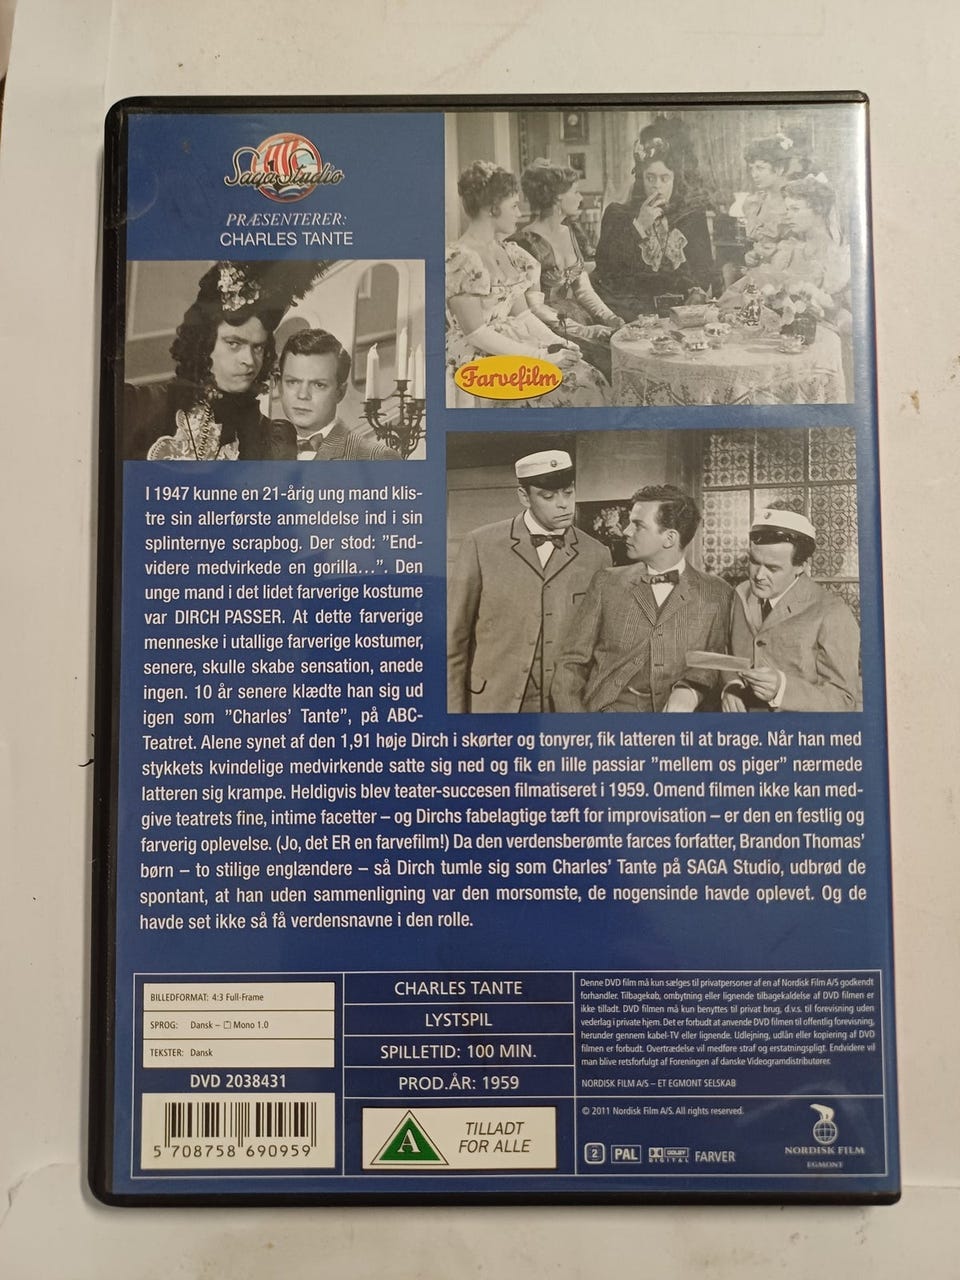 Saga Studio
PRÆSENTERER:
CHARLES TANTE
Farvefilm
I 1947 kunne en 21-årig ung mand klis-
tre sin allerførste anmeldelse ind i sin
splinternye scrapbog. Der stod: ”End-
videre medvirkede en gorilla...”. Den
unge mand i det lidet farverige kostume
var DIRCH PASSER. At dette farverige
menneske i utallige farverige kostumer,
senere, skulle skabe sensation, anede
ingen. 10 år senere klædte han sig ud
igen som ”Charles’ Tante”, på ABC-
Teatret. Alene synet af den 1,91 høje Dirch i skørter og tonyrer, fik latteren til at brage. Når han med
stykkets kvindelige medvirkende satte sig ned og fik en lille passiar ”mellem os piger” nærmede
latteren sig krampe. Heldigvis blev teater-succesen filmatiseret i 1959. Omend filmen ikke kan med-
give teatrets fine, intime facetter – og Dirchs fabelagtige tæft for improvisation – er den en festlig og
farverig oplevelse. (Jo, det ER en farvefilm!) Da den verdensberømte farces forfatter, Brandon Thomas’
børn – to stilige englændere – så Dirch tumle sig som Charles’ Tante på SAGA Studio, udbrød de
spontant, at han uden sammenligning var den morsomste, de nogensinde havde oplevet. Og de
havde set ikke så få verdensnavne i den rolle.
BILLEDFORMAT: 4:3 Full-Frame
SPROG: Dansk – Mono 1.0
TEKSTER: Dansk
DVD 2038431
5 708758 690959
CHARLES TANTE
LYSTSPIL
SPILLETID: 100 MIN.
PROD.ÅR: 1959
A
TILLADT
FOR ALLE
Denne DVD film må kun sælges til privatpersoner af en af Nordisk Film A/S godkendt
forhandler. Tilbagekøb, ombytning eller lignende tilbagekaldelse af DVD filmen er
ikke tilladt. DVD filmen må kun benyttes til privat brug, d.v.s. til forevisning uden
vederlag i private hjem. Det er forbudt at anvende DVD filmen til offentlig forevisning,
herunder gennem kabel-TV eller lignende. Udlejning, udlån eller kopiering af DVD
filmen er forbudt. Overtrædelse vil medføre straf og erstatningspligt. Endvidere vil
man blive retsforfulgt af Foreningen af danske Videogramdistributører.
NORDISK FILM A/S – ET EGMONT SELSKAB
© 2011 Nordisk Film A/S. All rights reserved.
2 PAL DOLBY DIGITAL FARVER
NORDISK FILM
EGMONT